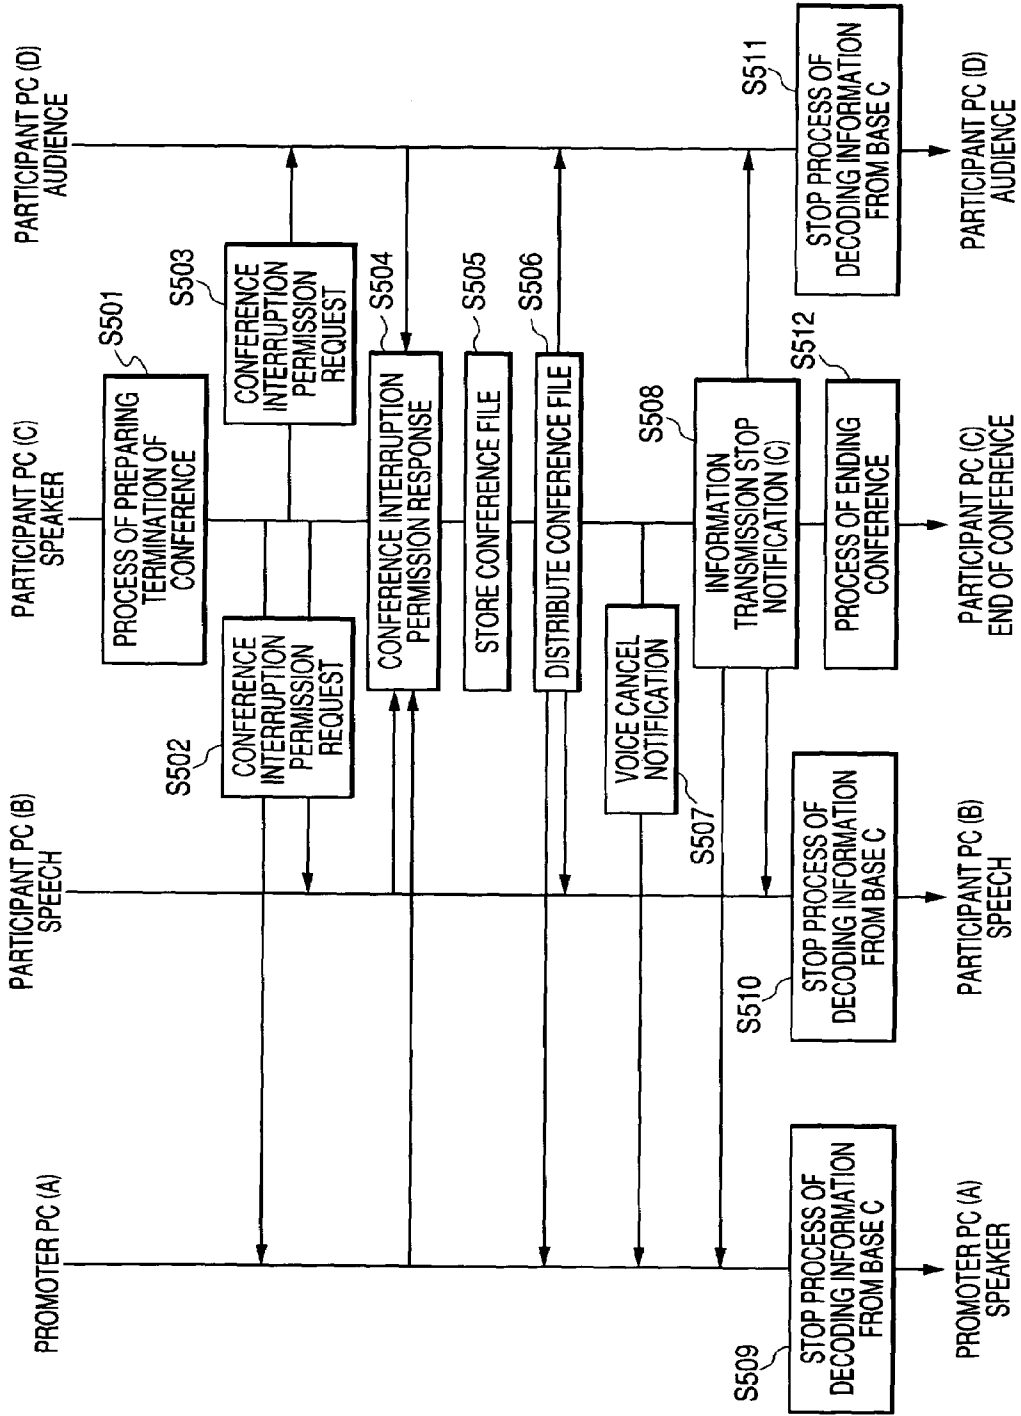 PROMOTER PC (A)
PARTICIPANT PC (B)
SPEECH
PARTICIPANT PC (C)
SPEAKER
PARTICIPANT PC (D)
AUDIENCE
S501
PROCESS OF PREPARING
TERMINATION OF
CONFERENCE
S502
CONFERENCE
INTERRUPTION
PERMISSION
REQUEST
S503
CONFERENCE
INTERRUPTION
PERMISSION
REQUEST
S504
CONFERENCE INTERRUPTION
PERMISSION RESPONSE
S505
STORE CONFERENCE FILE
S506
DISTRIBUTE CONFERENCE FILE
VOICE CANCEL
NOTIFICATION
S507
S508
INFORMATION
TRANSMISSION STOP
NOTIFICATION (C)
S509
STOP PROCESS OF
DECODING INFORMATION
FROM BASE C
S510
STOP PROCESS OF
DECODING INFORMATION
FROM BASE C
S512
PROCESS OF ENDING
CONFERENCE
S511
STOP PROCESS OF
DECODING INFORMATION
FROM BASE C
PROMOTER PC (A)
SPEAKER
PARTICIPANT PC (B)
SPEECH
PARTICIPANT PC (C)
END OF CONFERENCE
PARTICIPANT PC (D)
AUDIENCE